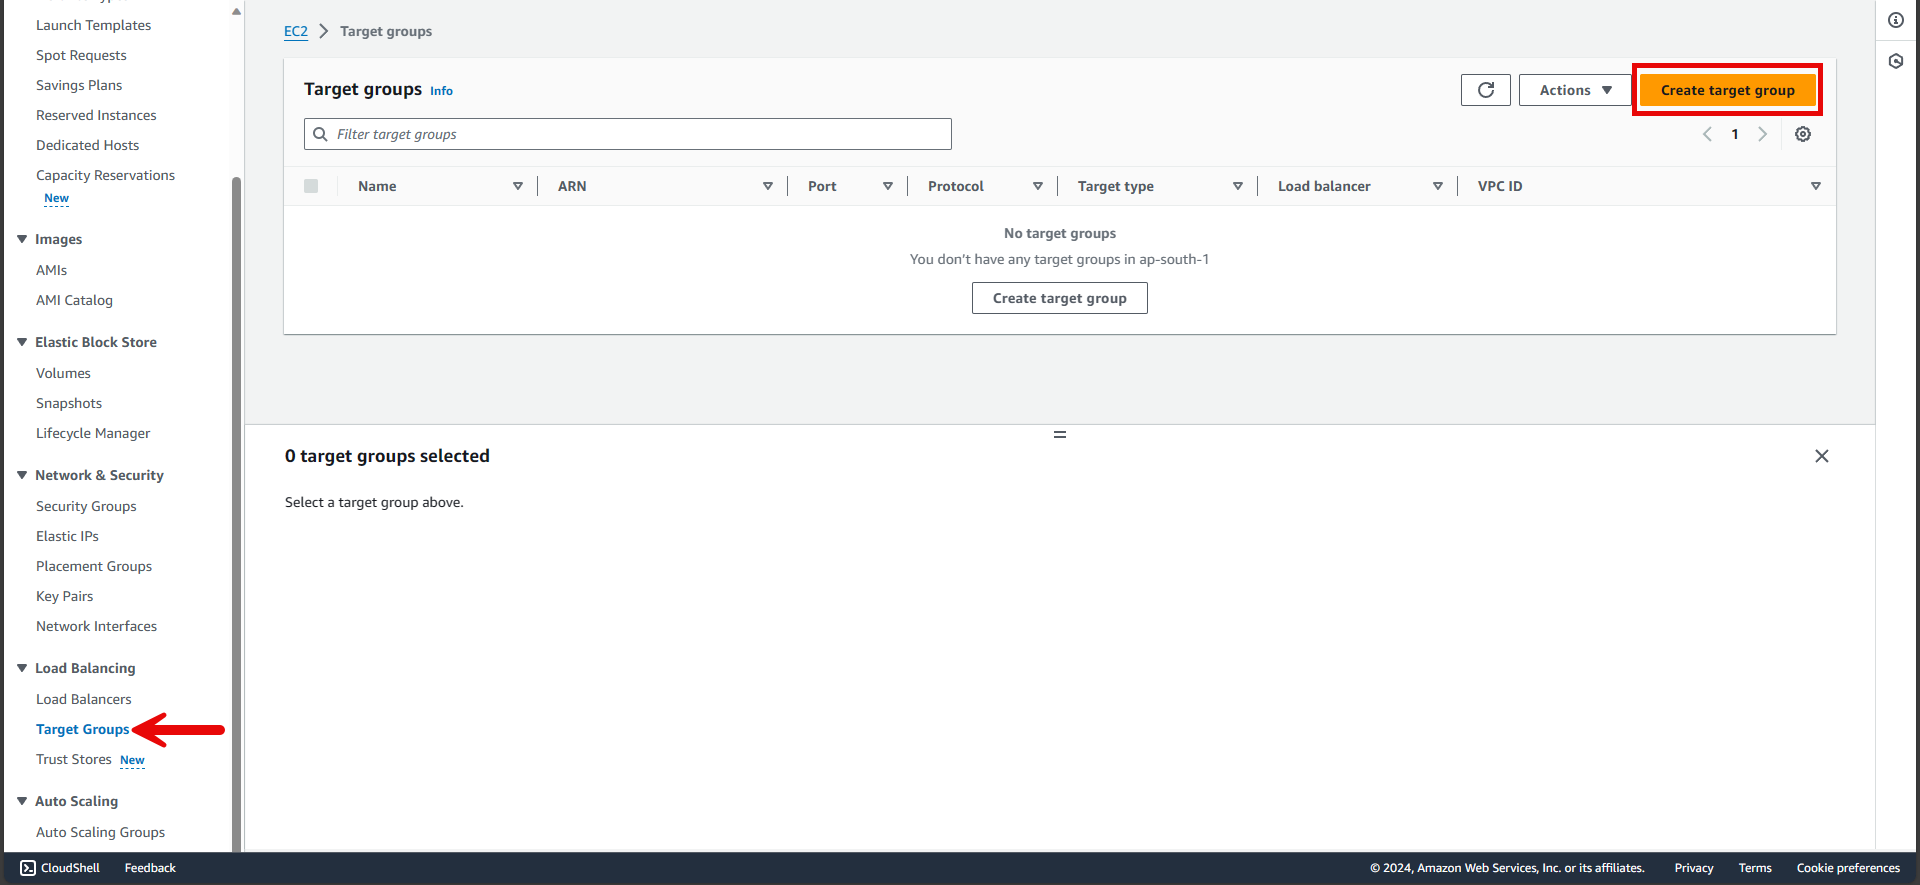 Launch Templates
Spot Requests
Savings Plans
Reserved Instances
Dedicated Hosts
Capacity Reservations
New
Images
AMIs
AMI Catalog
Elastic Block Store
Volumes
Snapshots
Lifecycle Manager
Network & Security
Security Groups
Elastic IPs
Placement Groups
Key Pairs
Network Interfaces
Load Balancing
Load Balancers
Target Groups
Trust Stores New
Auto Scaling
Auto Scaling Groups
EC2 > Target groups
Target groups Info
Actions
Create target group
Filter target groups
1
Name ARN Port Protocol Target type Load balancer VPC ID
No target groups
You don't have any target groups in ap-south-1
Create target group
0 target groups selected
Select a target group above.
CloudShell Feedback © 2024, Amazon Web Services, Inc. or its affiliates. Privacy Terms Cookie preferences